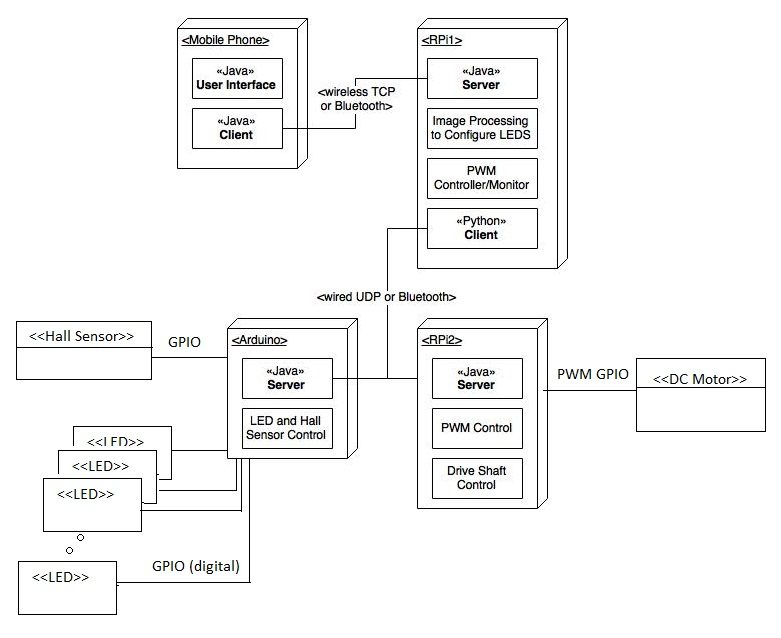 <Mobile Phone>
«Java»
User Interface
«Java»
Client
<wireless TCP
or Bluetooth>
<RPi1>
«Java»
Server
Image Processing
to Configure LEDS
PWM
Controller/Monitor
«Python»
Client
<wired UDP or Bluetooth>
<<Hall Sensor>>
GPIO
<Arduino>
«Java»
Server
LED and Hall
Sensor Control
<RPi2>
«Java»
Server
PWM Control
Drive Shaft
Control
PWM GPIO
<<DC Motor>>
<<LED>>
<<LED>>
<<LED>>
<<LED>>
GPIO (digital)